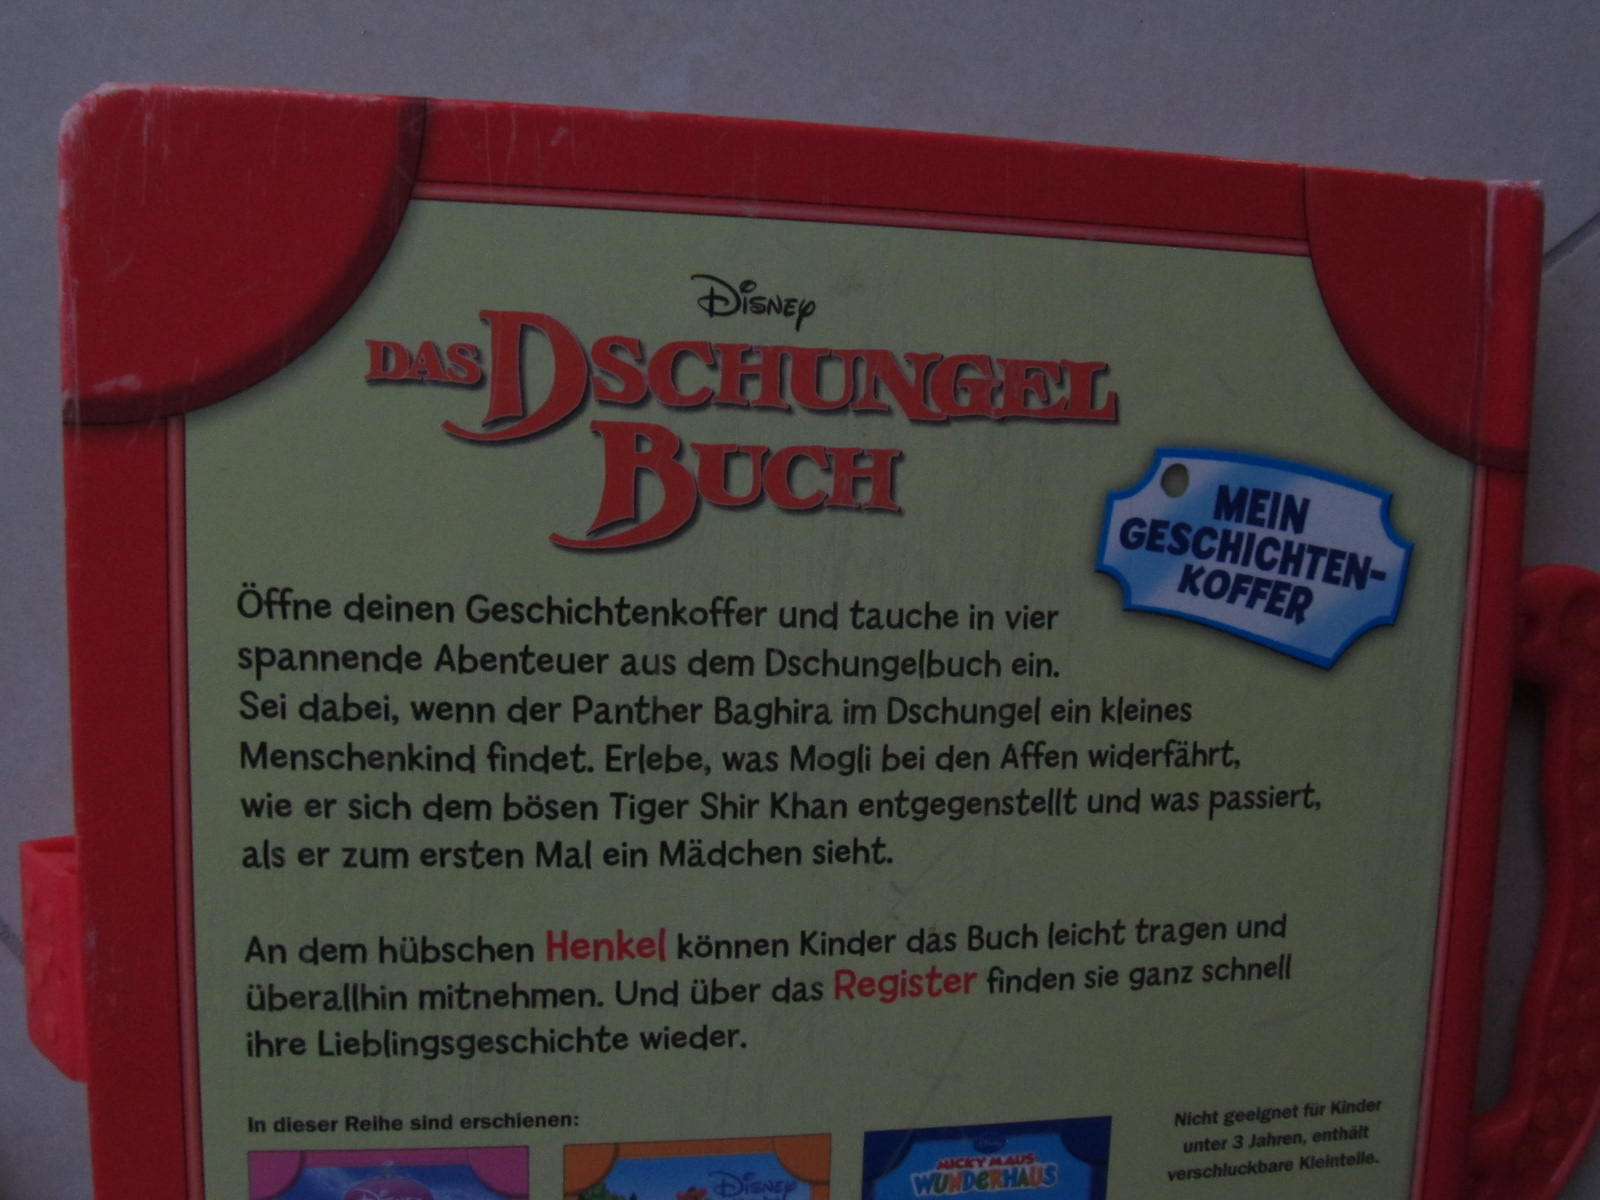 Disney
DAS DSCHUNGEL
BUCH
MEIN
GESCHICHTEN-
KOFFER
Öffne deinen Geschichtenkoffer und tauche in vier
spannende Abenteuer aus dem Dschungelbuch ein.
Sei dabei, wenn der Panther Baghira im Dschungel ein kleines
Menschenkind findet. Erlebe, was Mogli bei den Affen widerfährt,
wie er sich dem bösen Tiger Shir Khan entgegenstellt und was passiert,
als er zum ersten Mal ein Mädchen sieht.
An dem hübschen Henkel können Kinder das Buch leicht tragen und
überallhin mitnehmen. Und über das Register finden sie ganz schnell
ihre Lieblingsgeschichte wieder.
In dieser Reihe sind erschienen:
Nicht geeignet für Kinder
unter 3 Jahren, enthält
verschluckbare Kleinteile.
Disney
Disney
Disney
MICKY MAUS
WUNDERHAUS